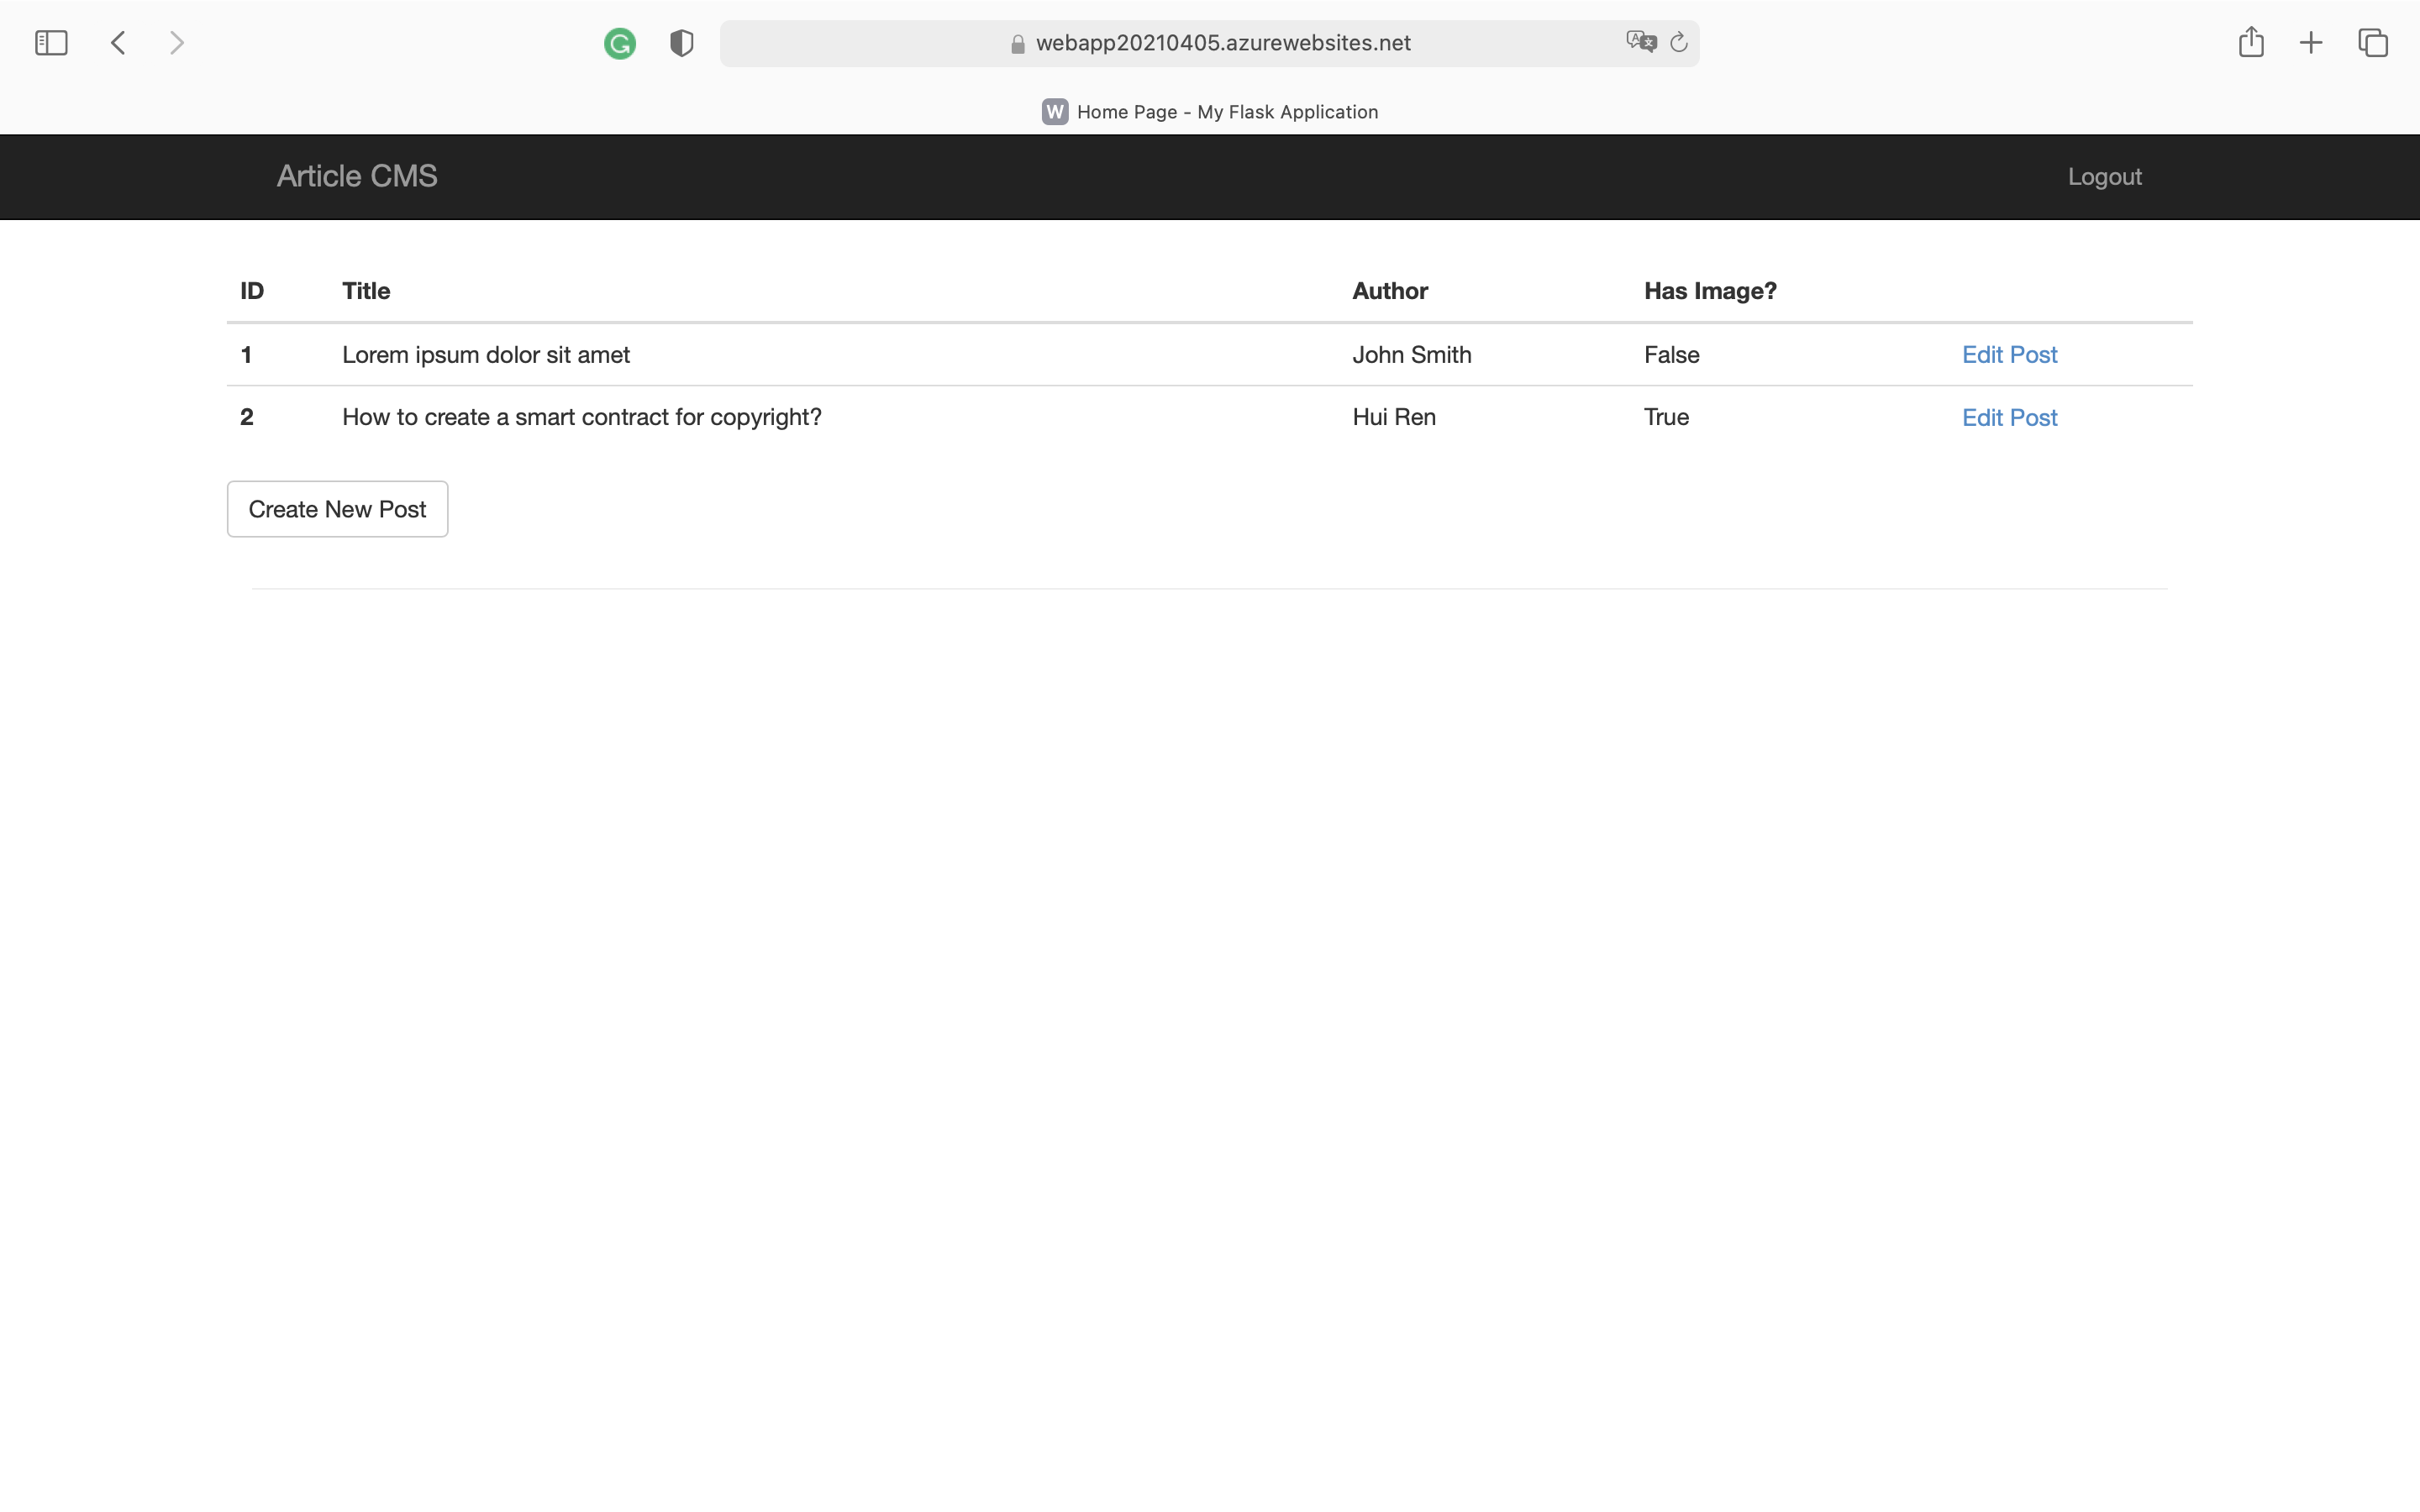 webapp20210405.azurewebsites.net
W Home Page - My Flask Application
Article CMS Logout
ID Title Author Has Image?
1 Lorem ipsum dolor sit amet John Smith False Edit Post
2 How to create a smart contract for copyright? Hui Ren True Edit Post
Create New Post